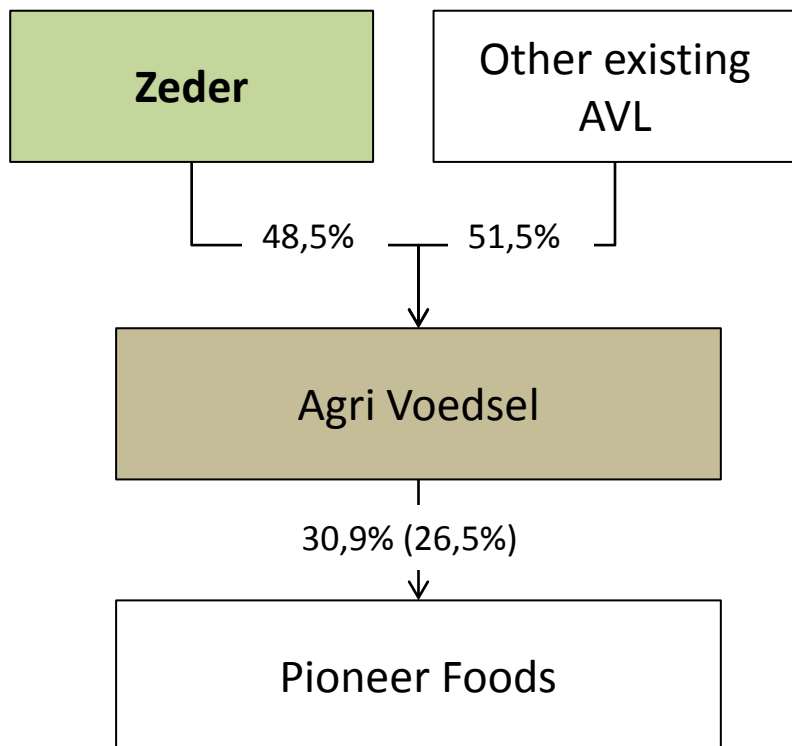 Zeder
Other existing
AVL
48,5%
51,5%
Agri Voedsel
30,9% (26,5%)
Pioneer Foods